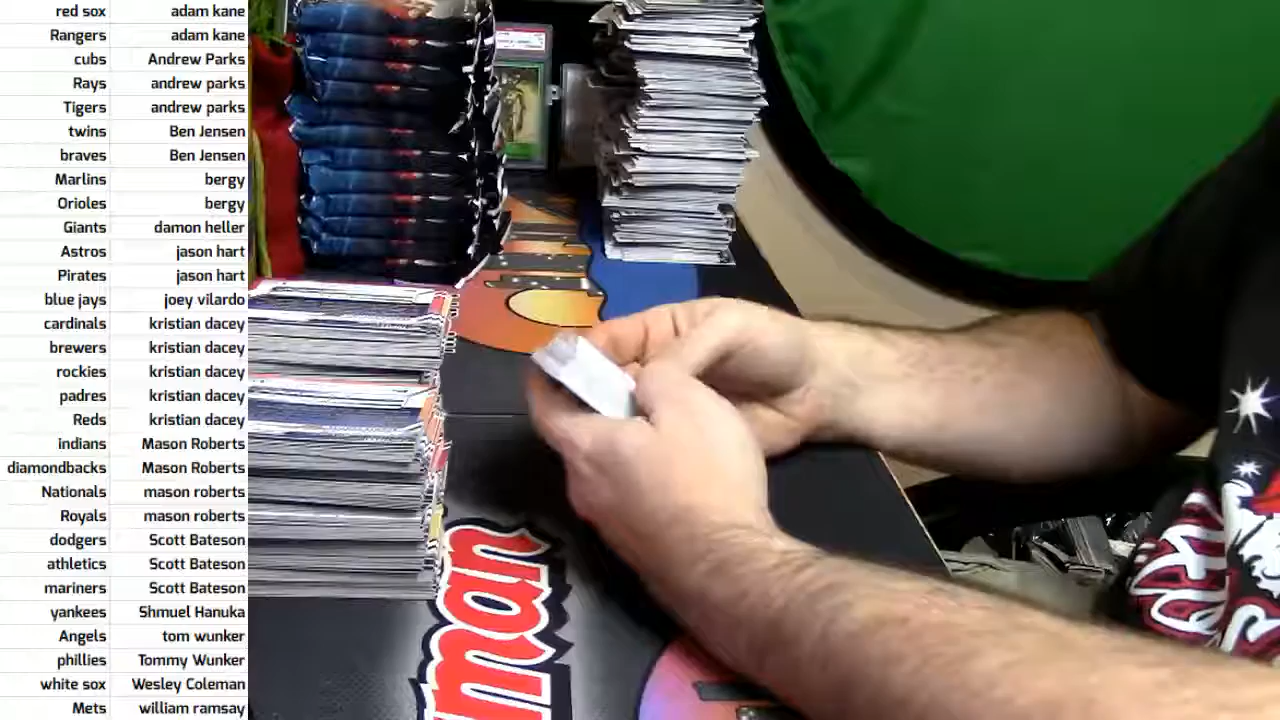 red sox adam kane
Rangers adam kane
cubs Andrew Parks
Rays andrew parks
Tigers andrew parks
twins Ben Jensen
braves Ben Jensen
Marlins bergy
Orioles bergy
Giants damon heller
Astros jason hart
Pirates jason hart
blue jays joey vilardo
cardinals kristian dacey
brewers kristian dacey
rockies kristian dacey
padres kristian dacey
Reds kristian dacey
indians Mason Roberts
diamondbacks Mason Roberts
Nationals mason roberts
Royals mason roberts
dodgers Scott Bateson
athletics Scott Bateson
mariners Scott Bateson
yankees Shmuel Hanuka
Angels tom wunker
phillies Tommy Wunker
white sox Wesley Coleman
Mets william ramsay
man